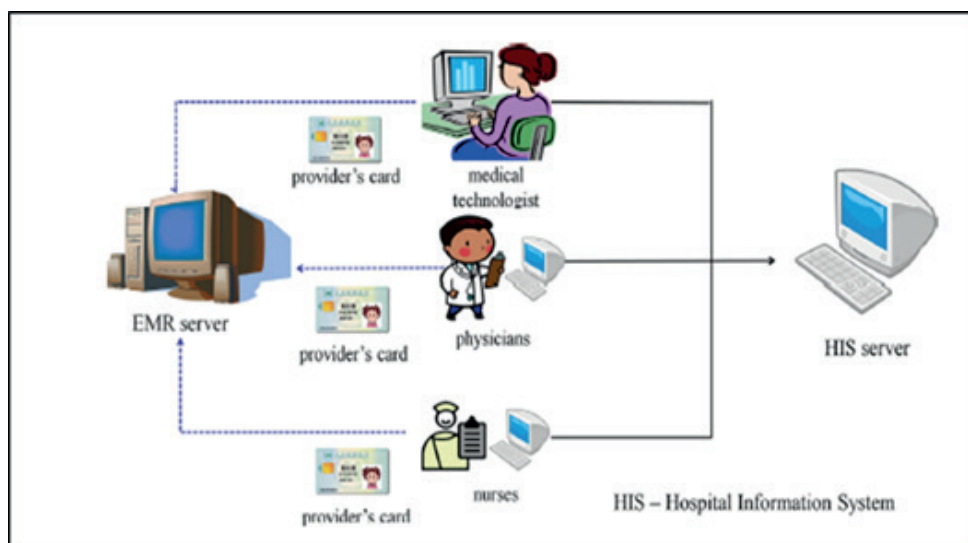 provider's card
medical
technologist
EMR server
provider's card
physicians
HIS server
provider's card
nurses
HIS – Hospital Information System